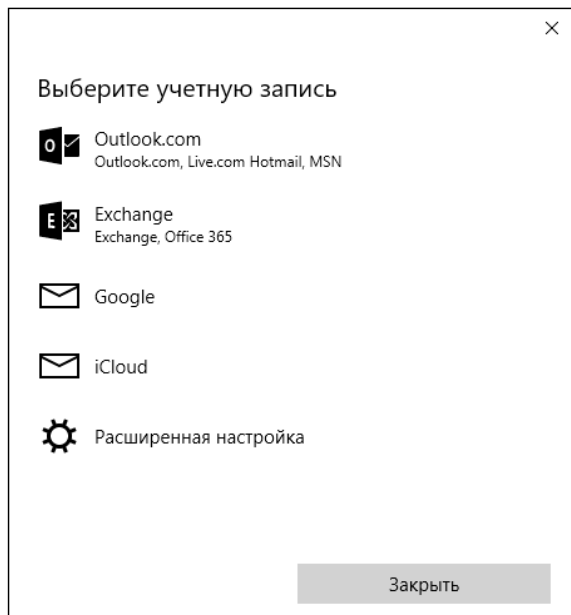 Выберите учетную запись
Outlook.com
Outlook.com, Live.com Hotmail, MSN
Exchange
Exchange, Office 365
Google
iCloud
Расширенная настройка
Закрыть